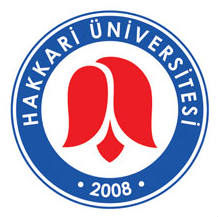 HAKKARİ ÜNİVERSİTESİ
• 2008 •